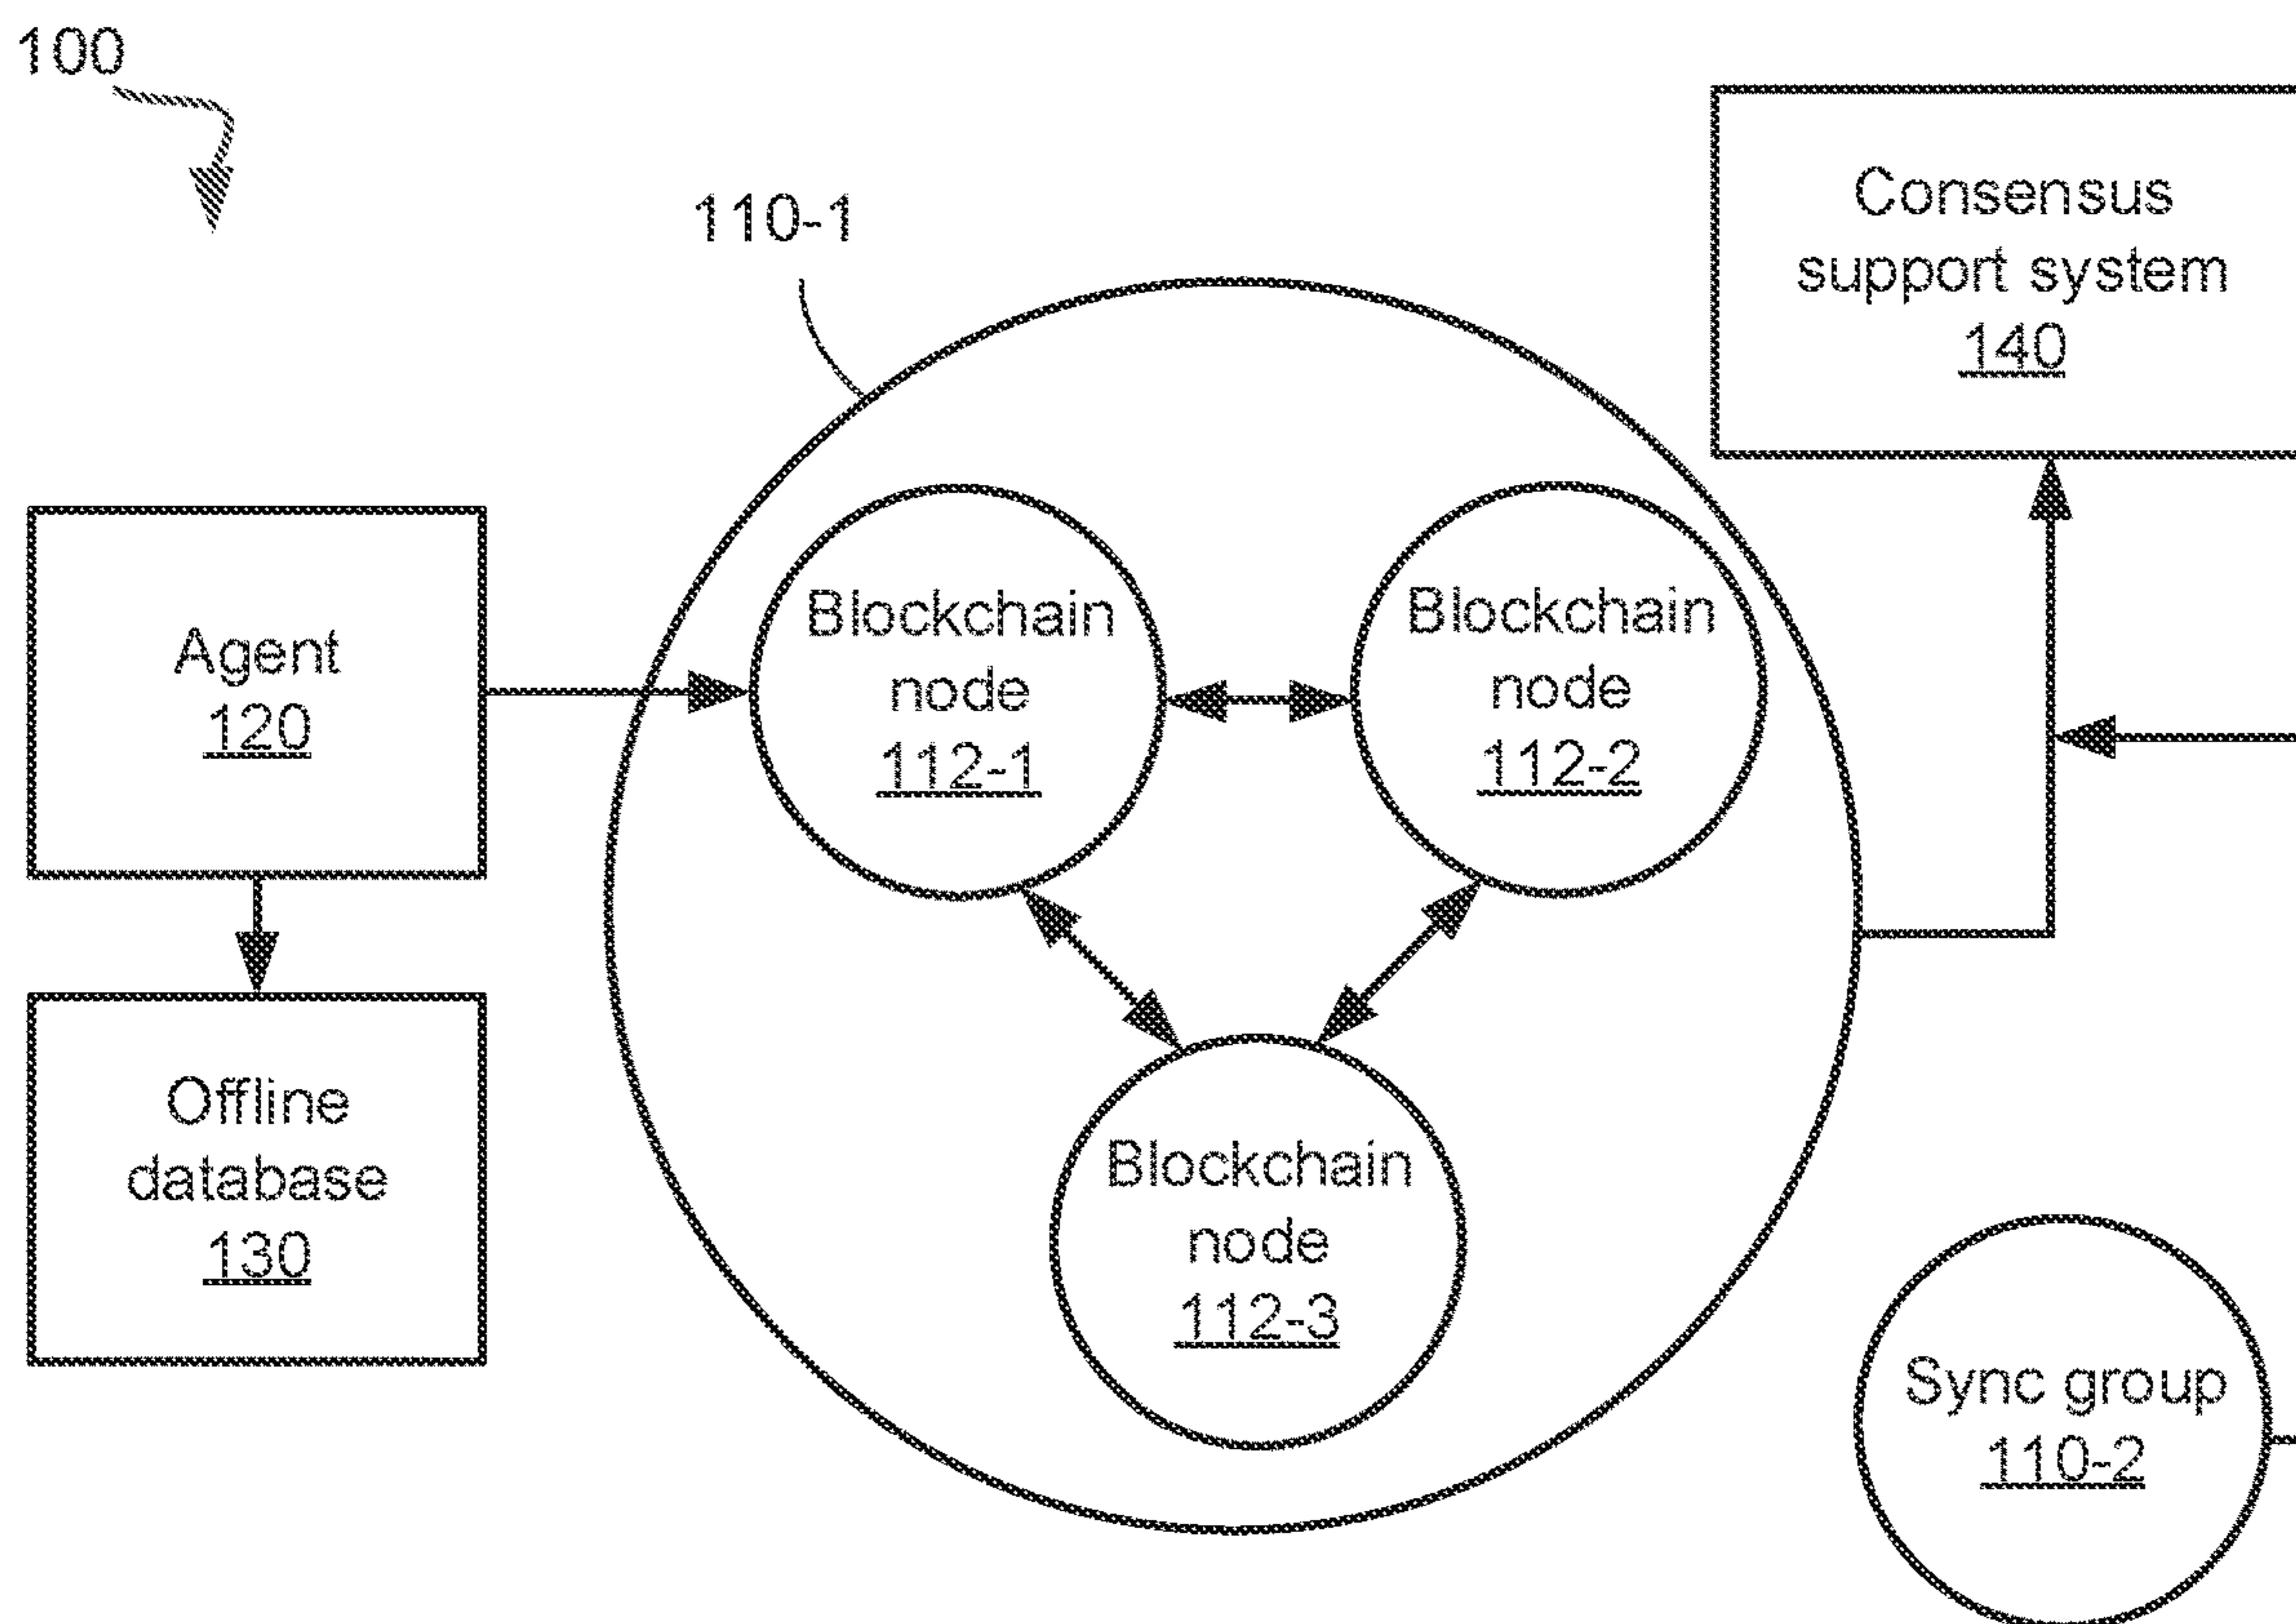 100
110-1
Consensus
support system
140
Agent
120
Blockchain
node
112-1
Blockchain
node
112-2
Offline
database
130
Blockchain
node
112-3
Sync group
110-2